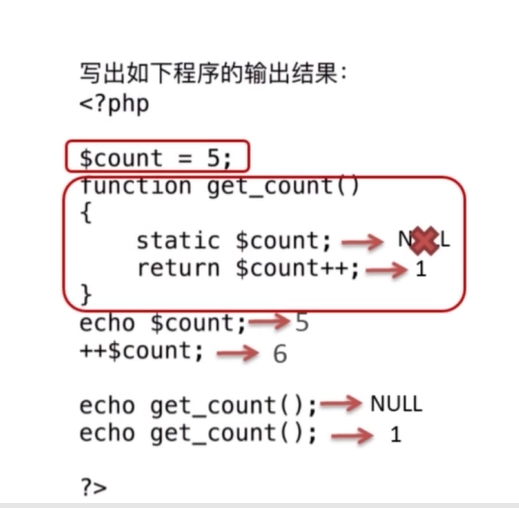 写出如下程序的输出结果：
<?php
$count = 5;
function get_count()
{
static $count; N L
return $count++; 1
}
echo $count; 5
++$count; 6
echo get_count(); NULL
echo get_count(); 1
?>